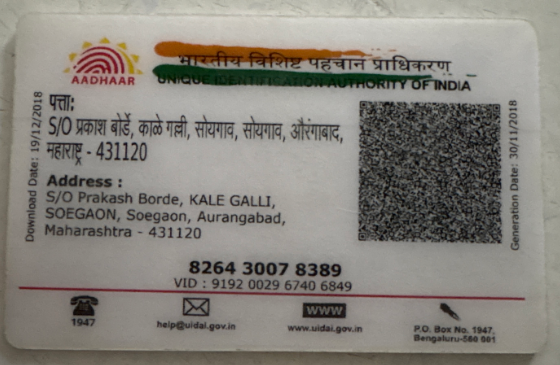 AADHAAR
भारतीय विशिष्ट पहचान प्राधिकरण
UNIQUE IDENTIFICATION AUTHORITY OF INDIA
Download Date: 19/12/2018
पत्ता:
S/O प्रकाश बोर्डे, काळे गल्ली, सोयगाव, सोयगाव, औरंगाबाद,
महाराष्ट्र - 431120
Address :
S/O Prakash Borde, KALE GALLI,
SOEGAON, Soegaon, Aurangabad,
Maharashtra - 431120
Generation Date: 30/11/2018
8264 3007 8389
VID : 9192 0029 6740 6849
1947
help@uidai.gov.in
WWW
www.uidai.gov.in
P.O. Box No. 1947,
Bengaluru-560 001